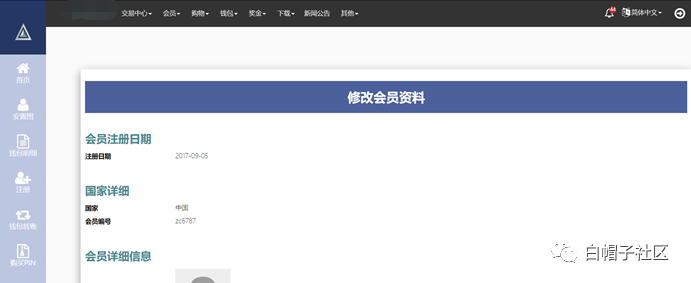 交易中心 会员 购物 钱包 奖金 下载 新闻公告 其他 44 简体中文
首页
安置图
钱包明细
注册
钱包转账
购买PIN
修改会员资料
会员注册日期
注册日期 2017-09-05
国家详细
国家 中国
会员编号 zc6787
会员详细信息
白帽子社区